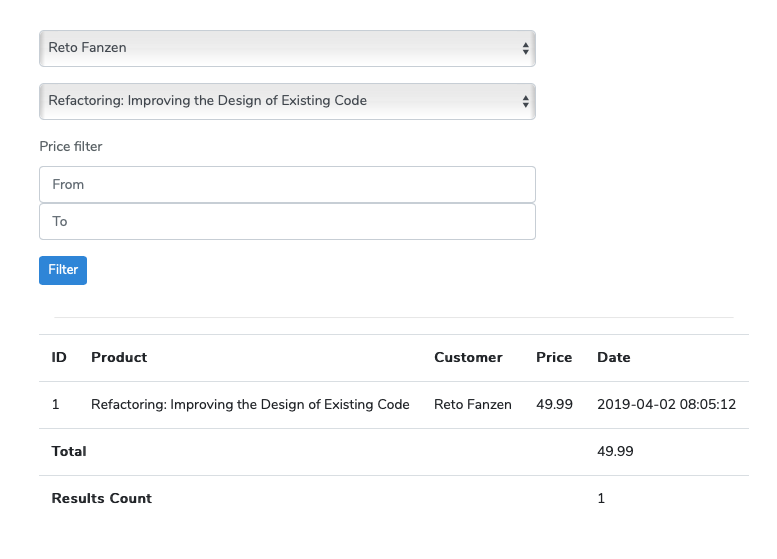 Reto Fanzen
Refactoring: Improving the Design of Existing Code
Price filter
From
To
Filter
ID Product Customer Price Date
1 Refactoring: Improving the Design of Existing Code Reto Fanzen 49.99 2019-04-02 08:05:12
Total 49.99
Results Count 1